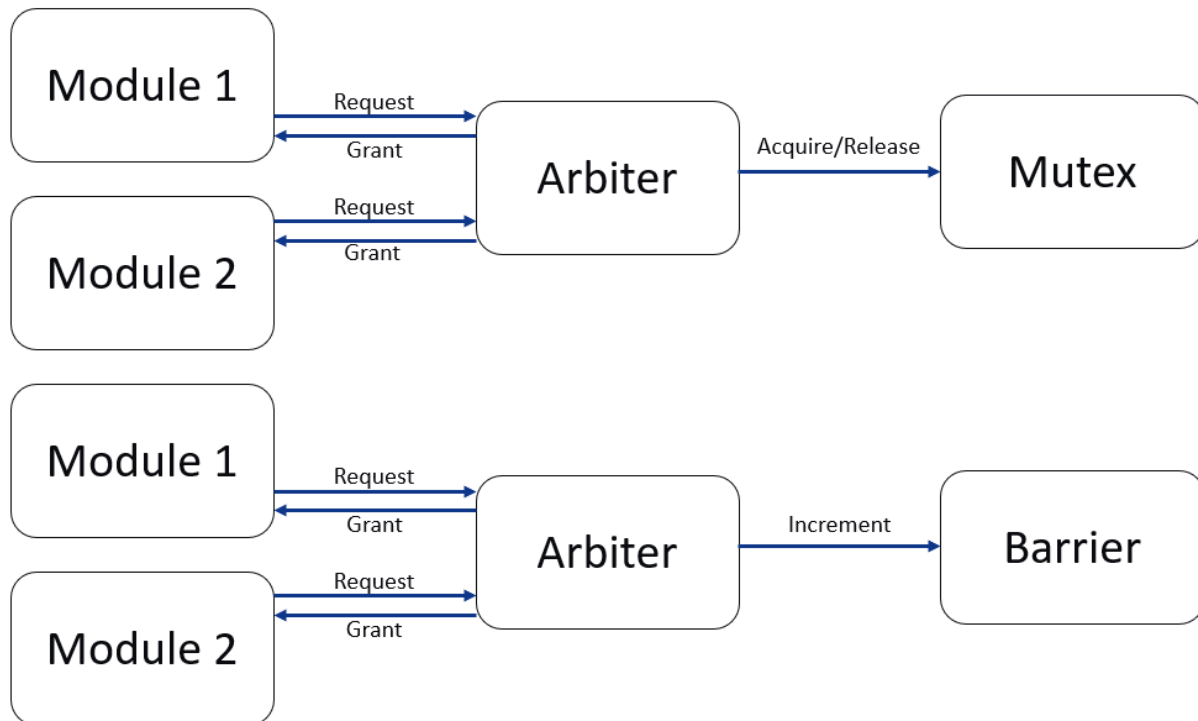 Module 1
Request
Grant
Module 2
Request
Grant
Arbiter
Acquire/Release
Mutex
Module 1
Request
Grant
Module 2
Request
Grant
Arbiter
Increment
Barrier